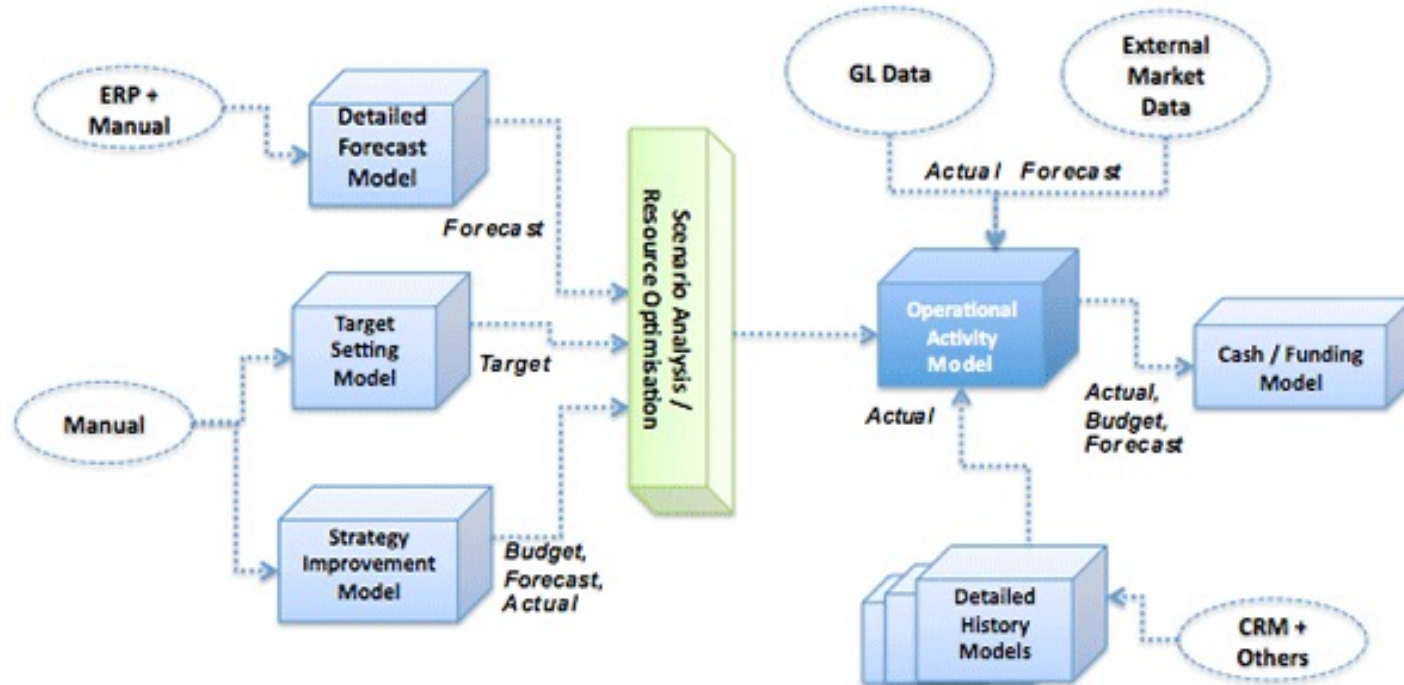 ERP +
Manual
Detailed
Forecast
Model
Forecast
Target
Setting
Model
Target
Manual
Strategy
Improvement
Model
Budget,
Forecast,
Actual
Scenario Analysis /
Resource Optimisation
GL Data
External
Market
Data
Actual Forecast
Operational
Activity
Model
Cash / Funding
Model
Actual
Actual,
Budget,
Forecast
Detailed
History
Models
CRM +
Others